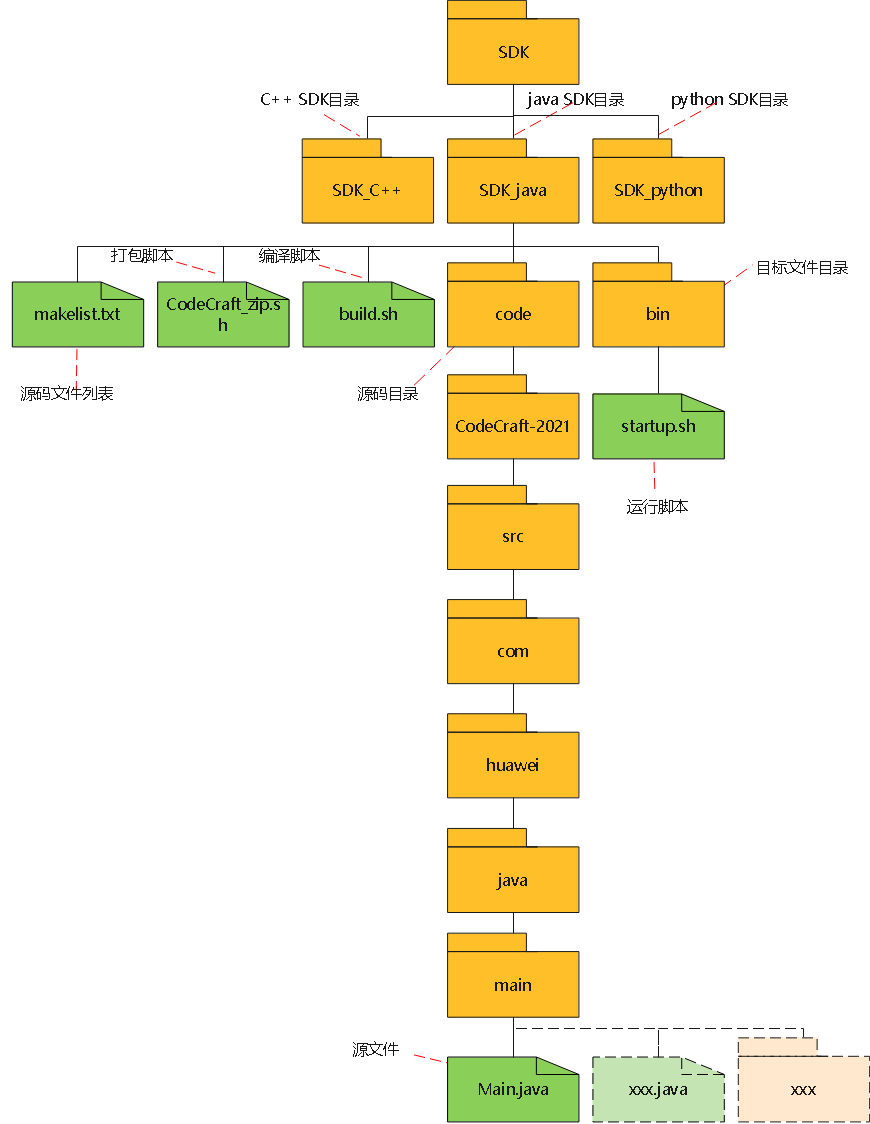 SDK
C++ SDK目录
java SDK目录
python SDK目录
SDK_C++
SDK_java
SDK_python
打包脚本
编译脚本
目标文件目录
makelist.txt
CodeCraft_zip.s
h
build.sh
code
bin
源码文件列表
源码目录
CodeCraft-2021
startup.sh
运行脚本
src
com
huawei
java
main
源文件
Main.java
xxx.java
xxx